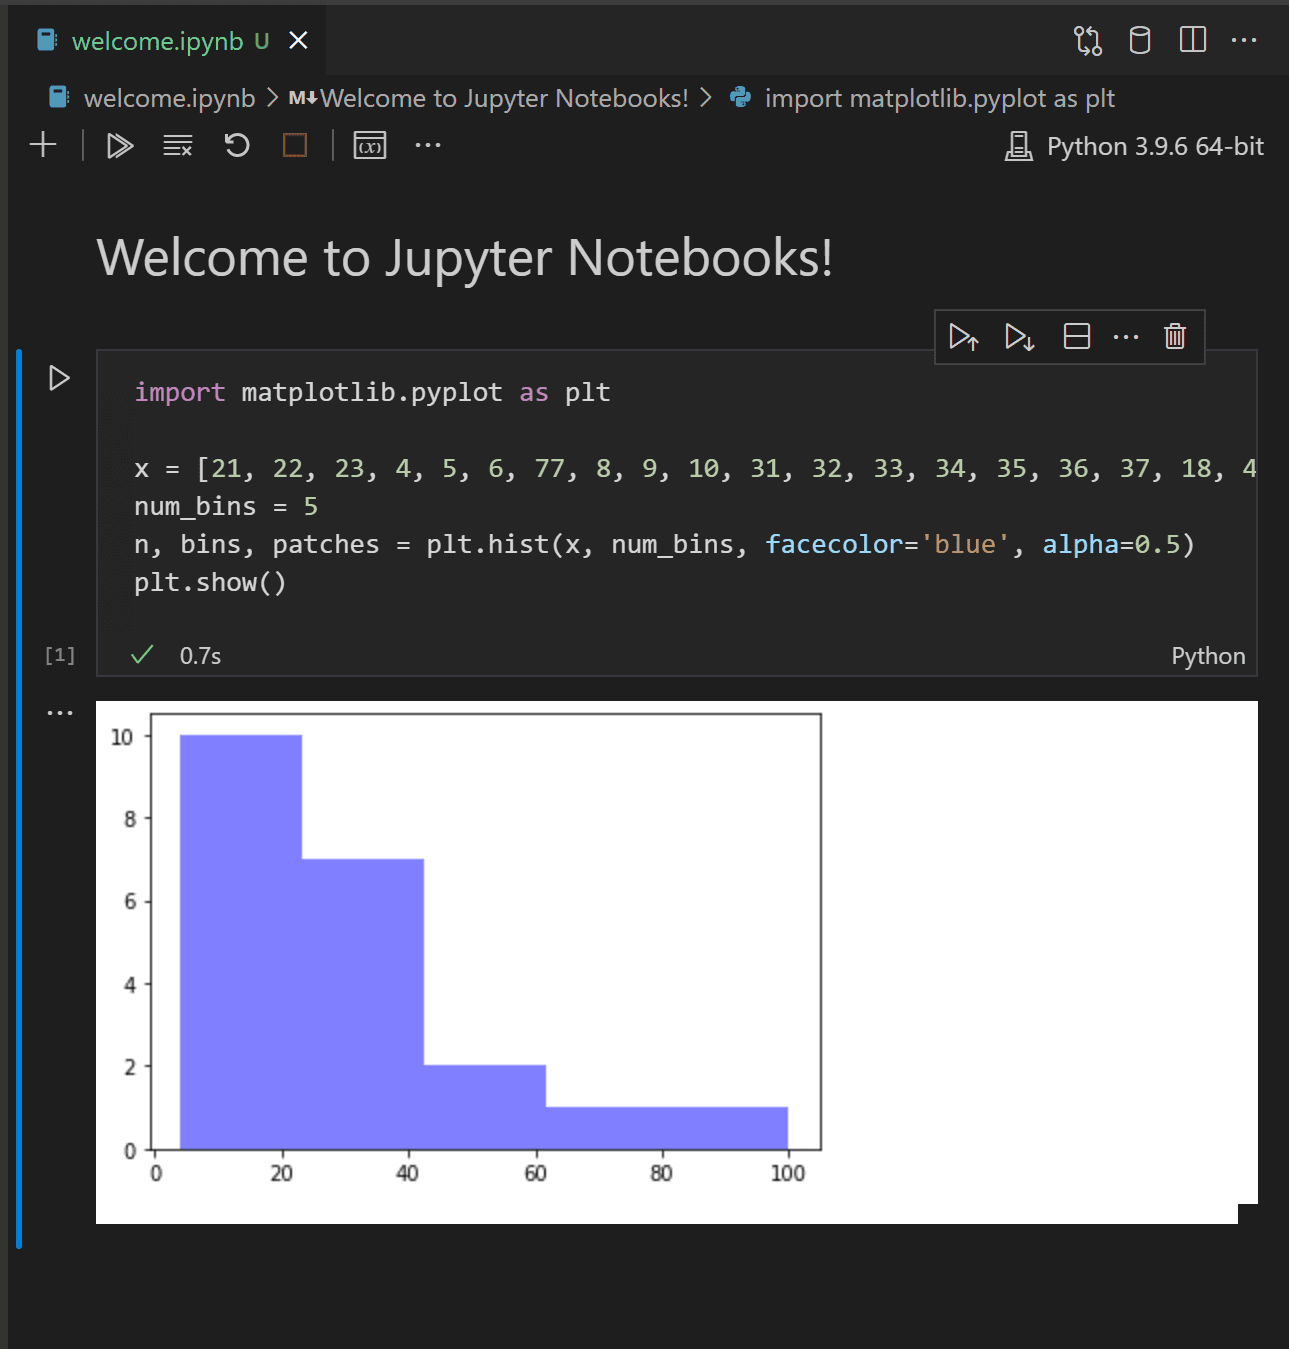 welcome.ipynb U
welcome.ipynb > M↓Welcome to Jupyter Notebooks! > import matplotlib.pyplot as plt
(x) Python 3.9.6 64-bit
Welcome to Jupyter Notebooks!
import matplotlib.pyplot as plt
x = [21, 22, 23, 4, 5, 6, 77, 8, 9, 10, 31, 32, 33, 34, 35, 36, 37, 18, 4
num_bins = 5
n, bins, patches = plt.hist(x, num_bins, facecolor='blue', alpha=0.5)
plt.show()
[1] 0.7s Python
10
8
6
4
2
0
0 20 40 60 80 100